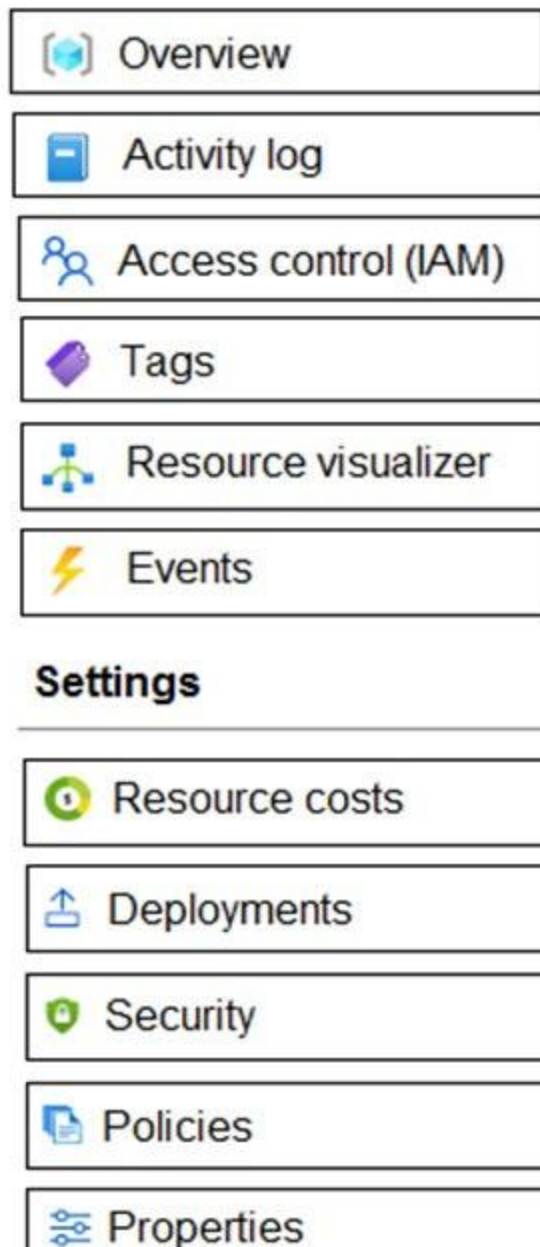 Overview
Activity log
Access control (IAM)
Tags
Resource visualizer
Events
Settings
Resource costs
Deployments
Security
Policies
Properties